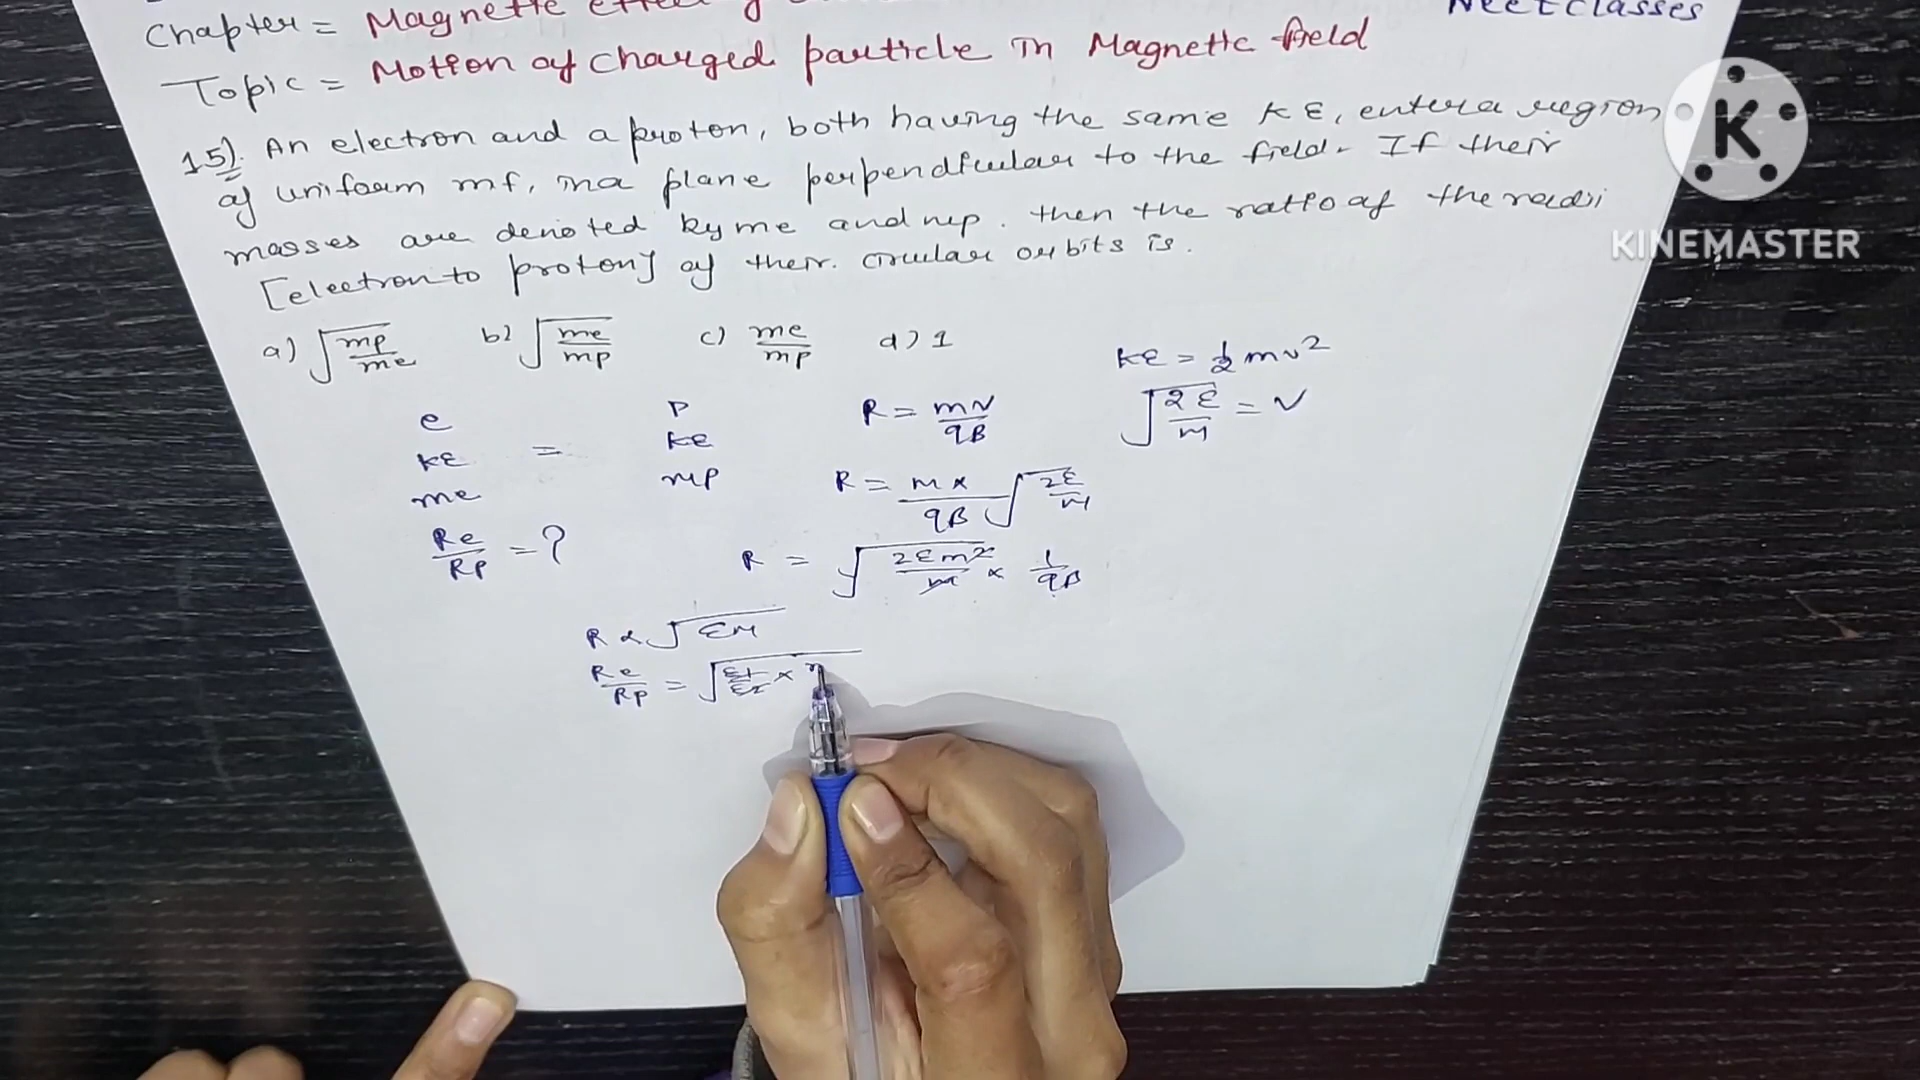 Chapter = Magnetic effect
Neetclasses
Topic = Motion of charged particle in Magnetic field
15). An electron and a proton, both having the same KE, enter a region
of uniform mf, in a plane perpendicular to the field. If their
masses are denoted by me and mp. then the ratio of the radii
[electron to proton] of their. circular orbits is.
a) √mp/me b) √me/mp c) me/mp d) 1
KE = 1/2 mv²
e P R = mv/qB √2E/m = v
KE = KE
me mp R = m x/qB √2E/m
Re/Rp = ?
R = √2Em²/m x 1/qB
R α √Em
Re/Rp = √E1/E2 x
K
KINEMASTER